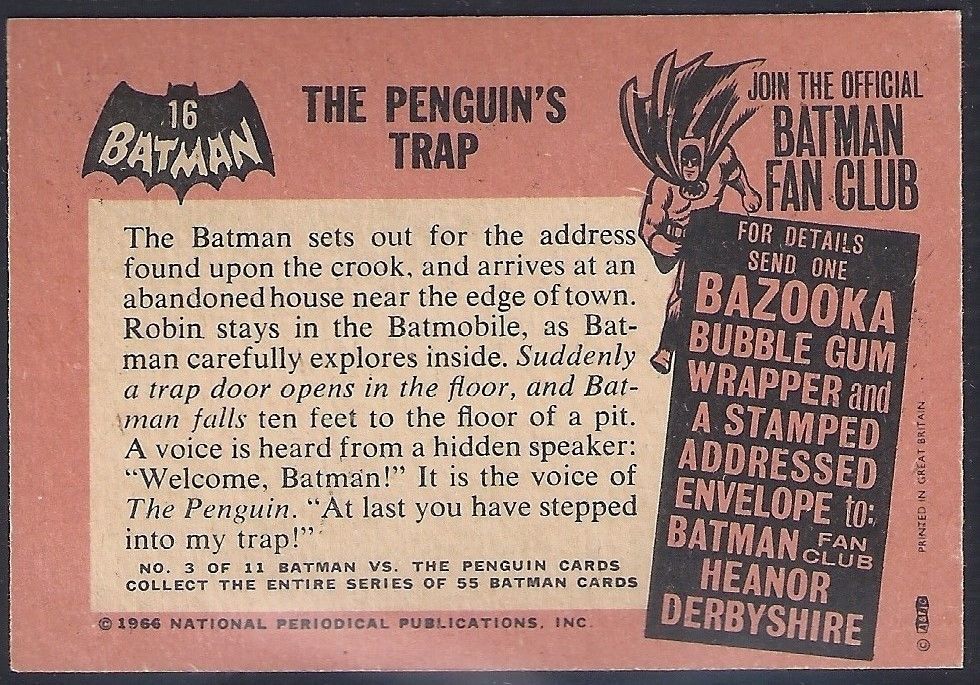 16
BATMAN
THE PENGUIN'S
TRAP
The Batman sets out for the address
found upon the crook, and arrives at an
abandoned house near the edge of town.
Robin stays in the Batmobile, as Bat-
man carefully explores inside. Suddenly
a trap door opens in the floor, and Bat-
man falls ten feet to the floor of a pit.
A voice is heard from a hidden speaker:
“Welcome, Batman!” It is the voice of
The Penguin. “At last you have stepped
into my trap!”
NO. 3 OF 11 BATMAN VS. THE PENGUIN CARDS
COLLECT THE ENTIRE SERIES OF 55 BATMAN CARDS
© 1966 NATIONAL PERIODICAL PUBLICATIONS, INC.
JOIN THE OFFICIAL
BATMAN
FAN CLUB
FOR DETAILS
SEND ONE
BAZOOKA
BUBBLE GUM
WRAPPER and
A STAMPED
ADDRESSED
ENVELOPE to:
BATMAN FAN
CLUB
HEANOR
DERBYSHIRE
PRINTED IN GREAT BRITAIN.
©